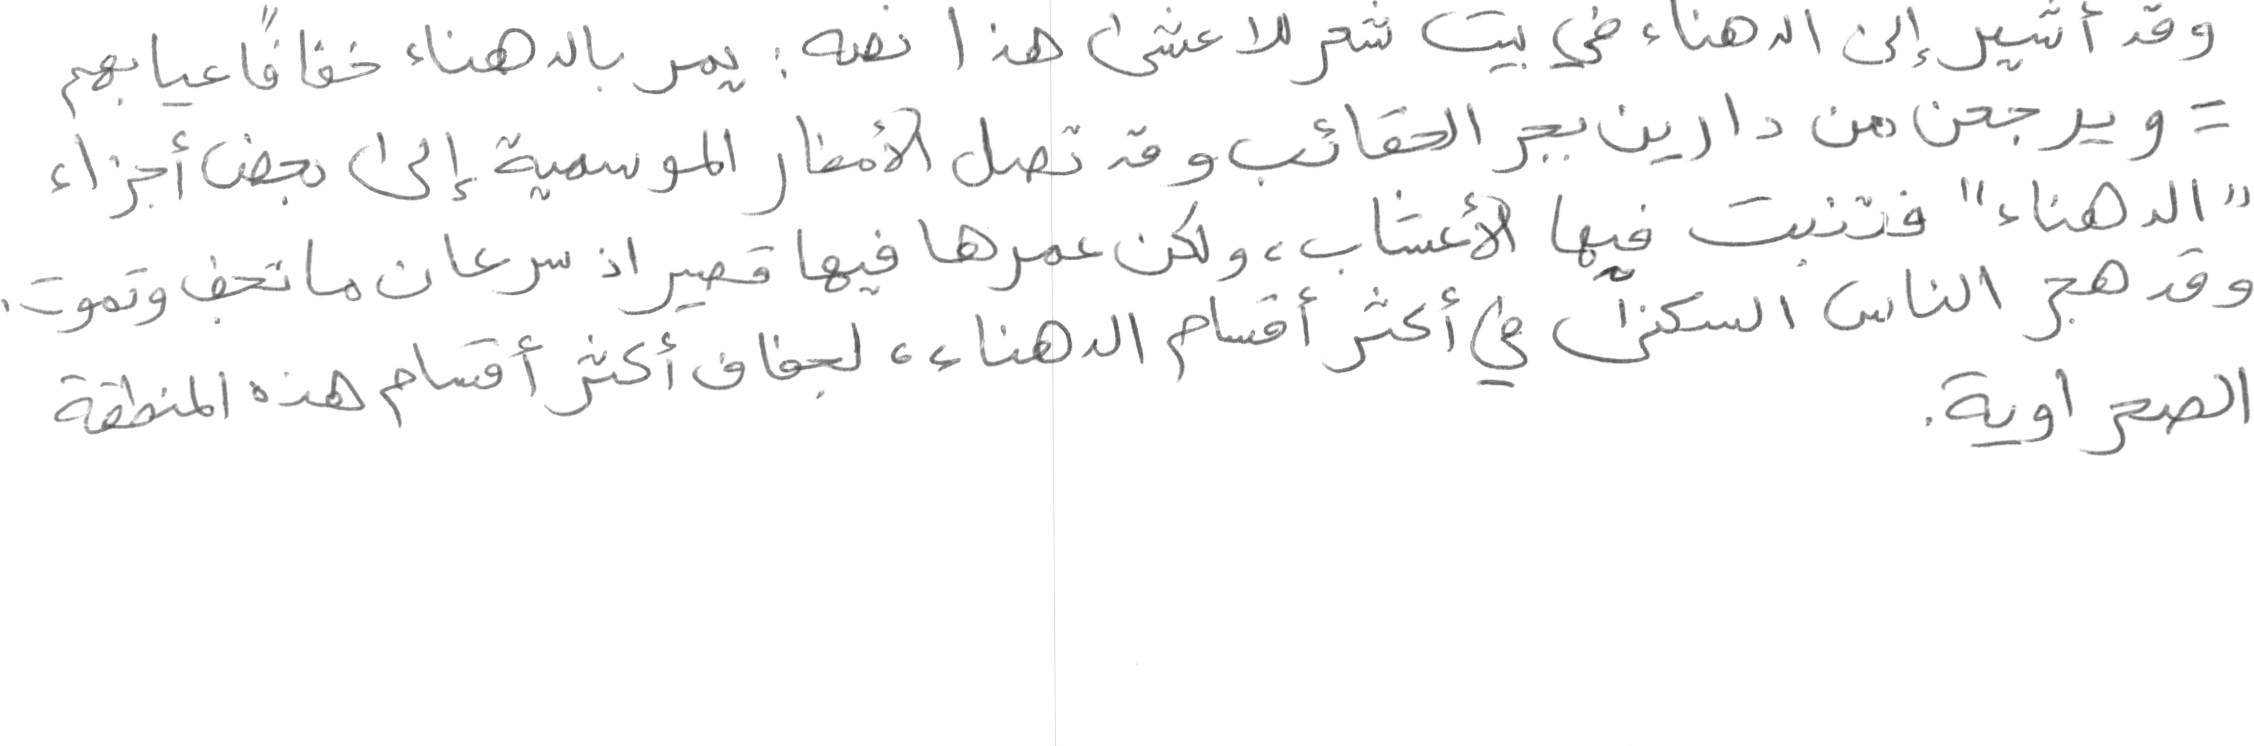 وقد أشير إلى الدهناء في بيت شعر للاعشى هذا نصه: يمر بالدهناء خفافًا عيابهم
= ويرجعن من دارين بجر الحقائب وقد تصل الأمطار الموسمية إلى بعض أجزاء
"الدهناء" فتنبت فيها الأعشاب، ولكن عمرها فيها قصير اذ سرعان ما تجف وتموت.
وقد هجر الناس السكنى في أكثر أقسام الدهناء، لجفاف أكثر أقسام هذه المنطقة
الصحراوية.